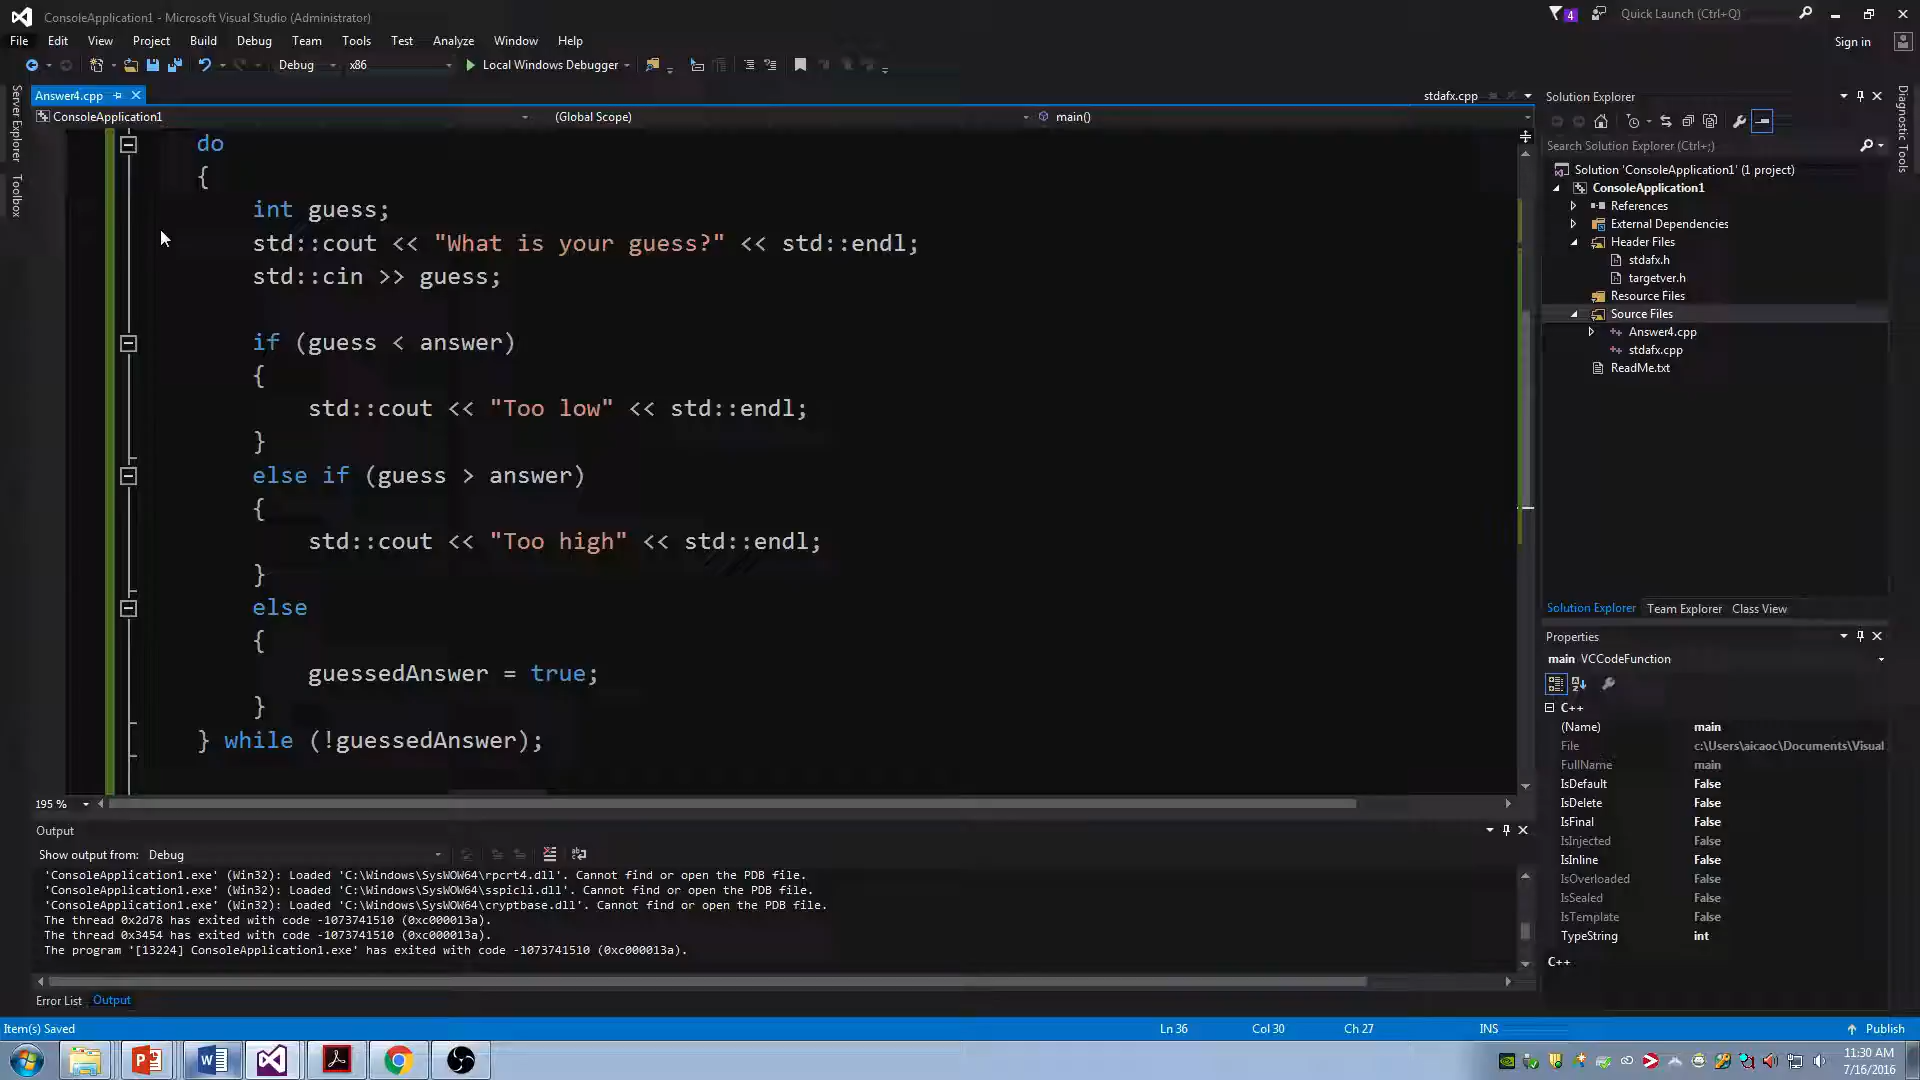 ConsoleApplication1 - Microsoft Visual Studio (Administrator)
4
Quick Launch (Ctrl+Q)
File Edit View Project Build Debug Team Tools Test Analyze Window Help
Sign in
Debug x86 Local Windows Debugger
Server Explorer
Toolbox
Answer4.cpp
stdafx.cpp
ConsoleApplication1 (Global Scope) main()
do
{
int guess;
std::cout << "What is your guess?" << std::endl;
std::cin >> guess;
if (guess < answer)
{
std::cout << "Too low" << std::endl;
}
else if (guess > answer)
{
std::cout << "Too high" << std::endl;
}
else
{
guessedAnswer = true;
}
} while (!guessedAnswer);
195 %
Output
Show output from: Debug
'ConsoleApplication1.exe' (Win32): Loaded 'C:\Windows\SysWOW64\rpcrt4.dll'. Cannot find or open the PDB file.
'ConsoleApplication1.exe' (Win32): Loaded 'C:\Windows\SysWOW64\sspicli.dll'. Cannot find or open the PDB file.
'ConsoleApplication1.exe' (Win32): Loaded 'C:\Windows\SysWOW64\cryptbase.dll'. Cannot find or open the PDB file.
The thread 0x2d78 has exited with code -1073741510 (0xc000013a).
The thread 0x3454 has exited with code -1073741510 (0xc000013a).
The program '[13224] ConsoleApplication1.exe' has exited with code -1073741510 (0xc000013a).
Error List Output
Solution Explorer
Search Solution Explorer (Ctrl+;)
Solution 'ConsoleApplication1' (1 project)
ConsoleApplication1
References
External Dependencies
Header Files
stdafx.h
targetver.h
Resource Files
Source Files
Answer4.cpp
stdafx.cpp
ReadMe.txt
Solution Explorer Team Explorer Class View
Properties
main VCCodeFunction
C++
(Name) main
File c:\Users\aicaoc\Documents\Visual
FullName main
IsDefault False
IsDelete False
IsFinal False
IsInjected False
IsInline False
IsOverloaded False
IsSealed False
IsTemplate False
TypeString int
C++
Diagnostic Tools
Item(s) Saved Ln 36 Col 30 Ch 27 INS Publish
11:30 AM
7/16/2016